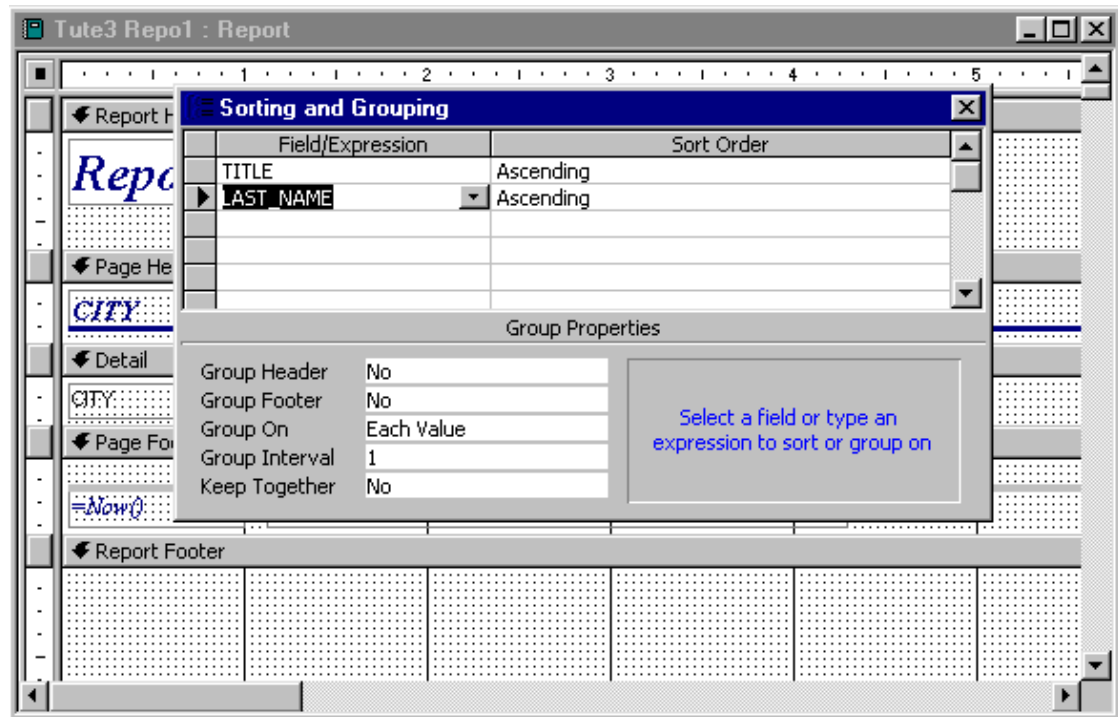 Tute3 Repo1 : Report
1 2 3 4 5
Report H
Sorting and Grouping
Field/Expression Sort Order
Repo
TITLE Ascending
LAST_NAME Ascending
Page He
CITY
Group Properties
Detail
CITY
Group Header No
Group Footer No
Group On Each Value
Group Interval 1
Keep Together No
Select a field or type an
expression to sort or group on
Page Foo
=Now()
Report Footer